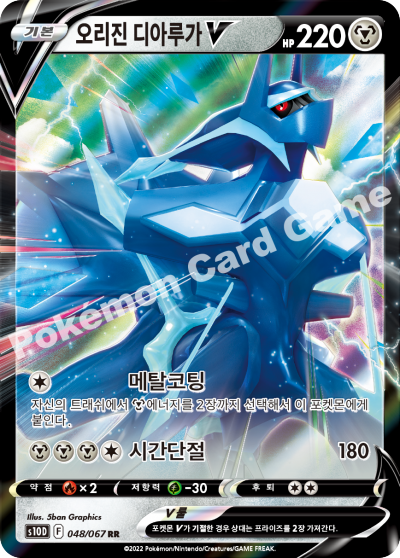 기본 오리진 디아루가 V HP 220
Pokémon Card Game
메탈코팅
자신의 트래쉬에서 에너지를 2장까지 선택해서 이 포켓몬에게
붙인다.
시간단절 180
약점 ×2 저항력 -30 후퇴
Illus. 5ban Graphics
s10D F 048/067 RR
V룰
포켓몬 V가 기절한 경우 상대는 프라이즈를 2장 가져간다.
©2022 Pokémon/Nintendo/Creatures/GAME FREAK.